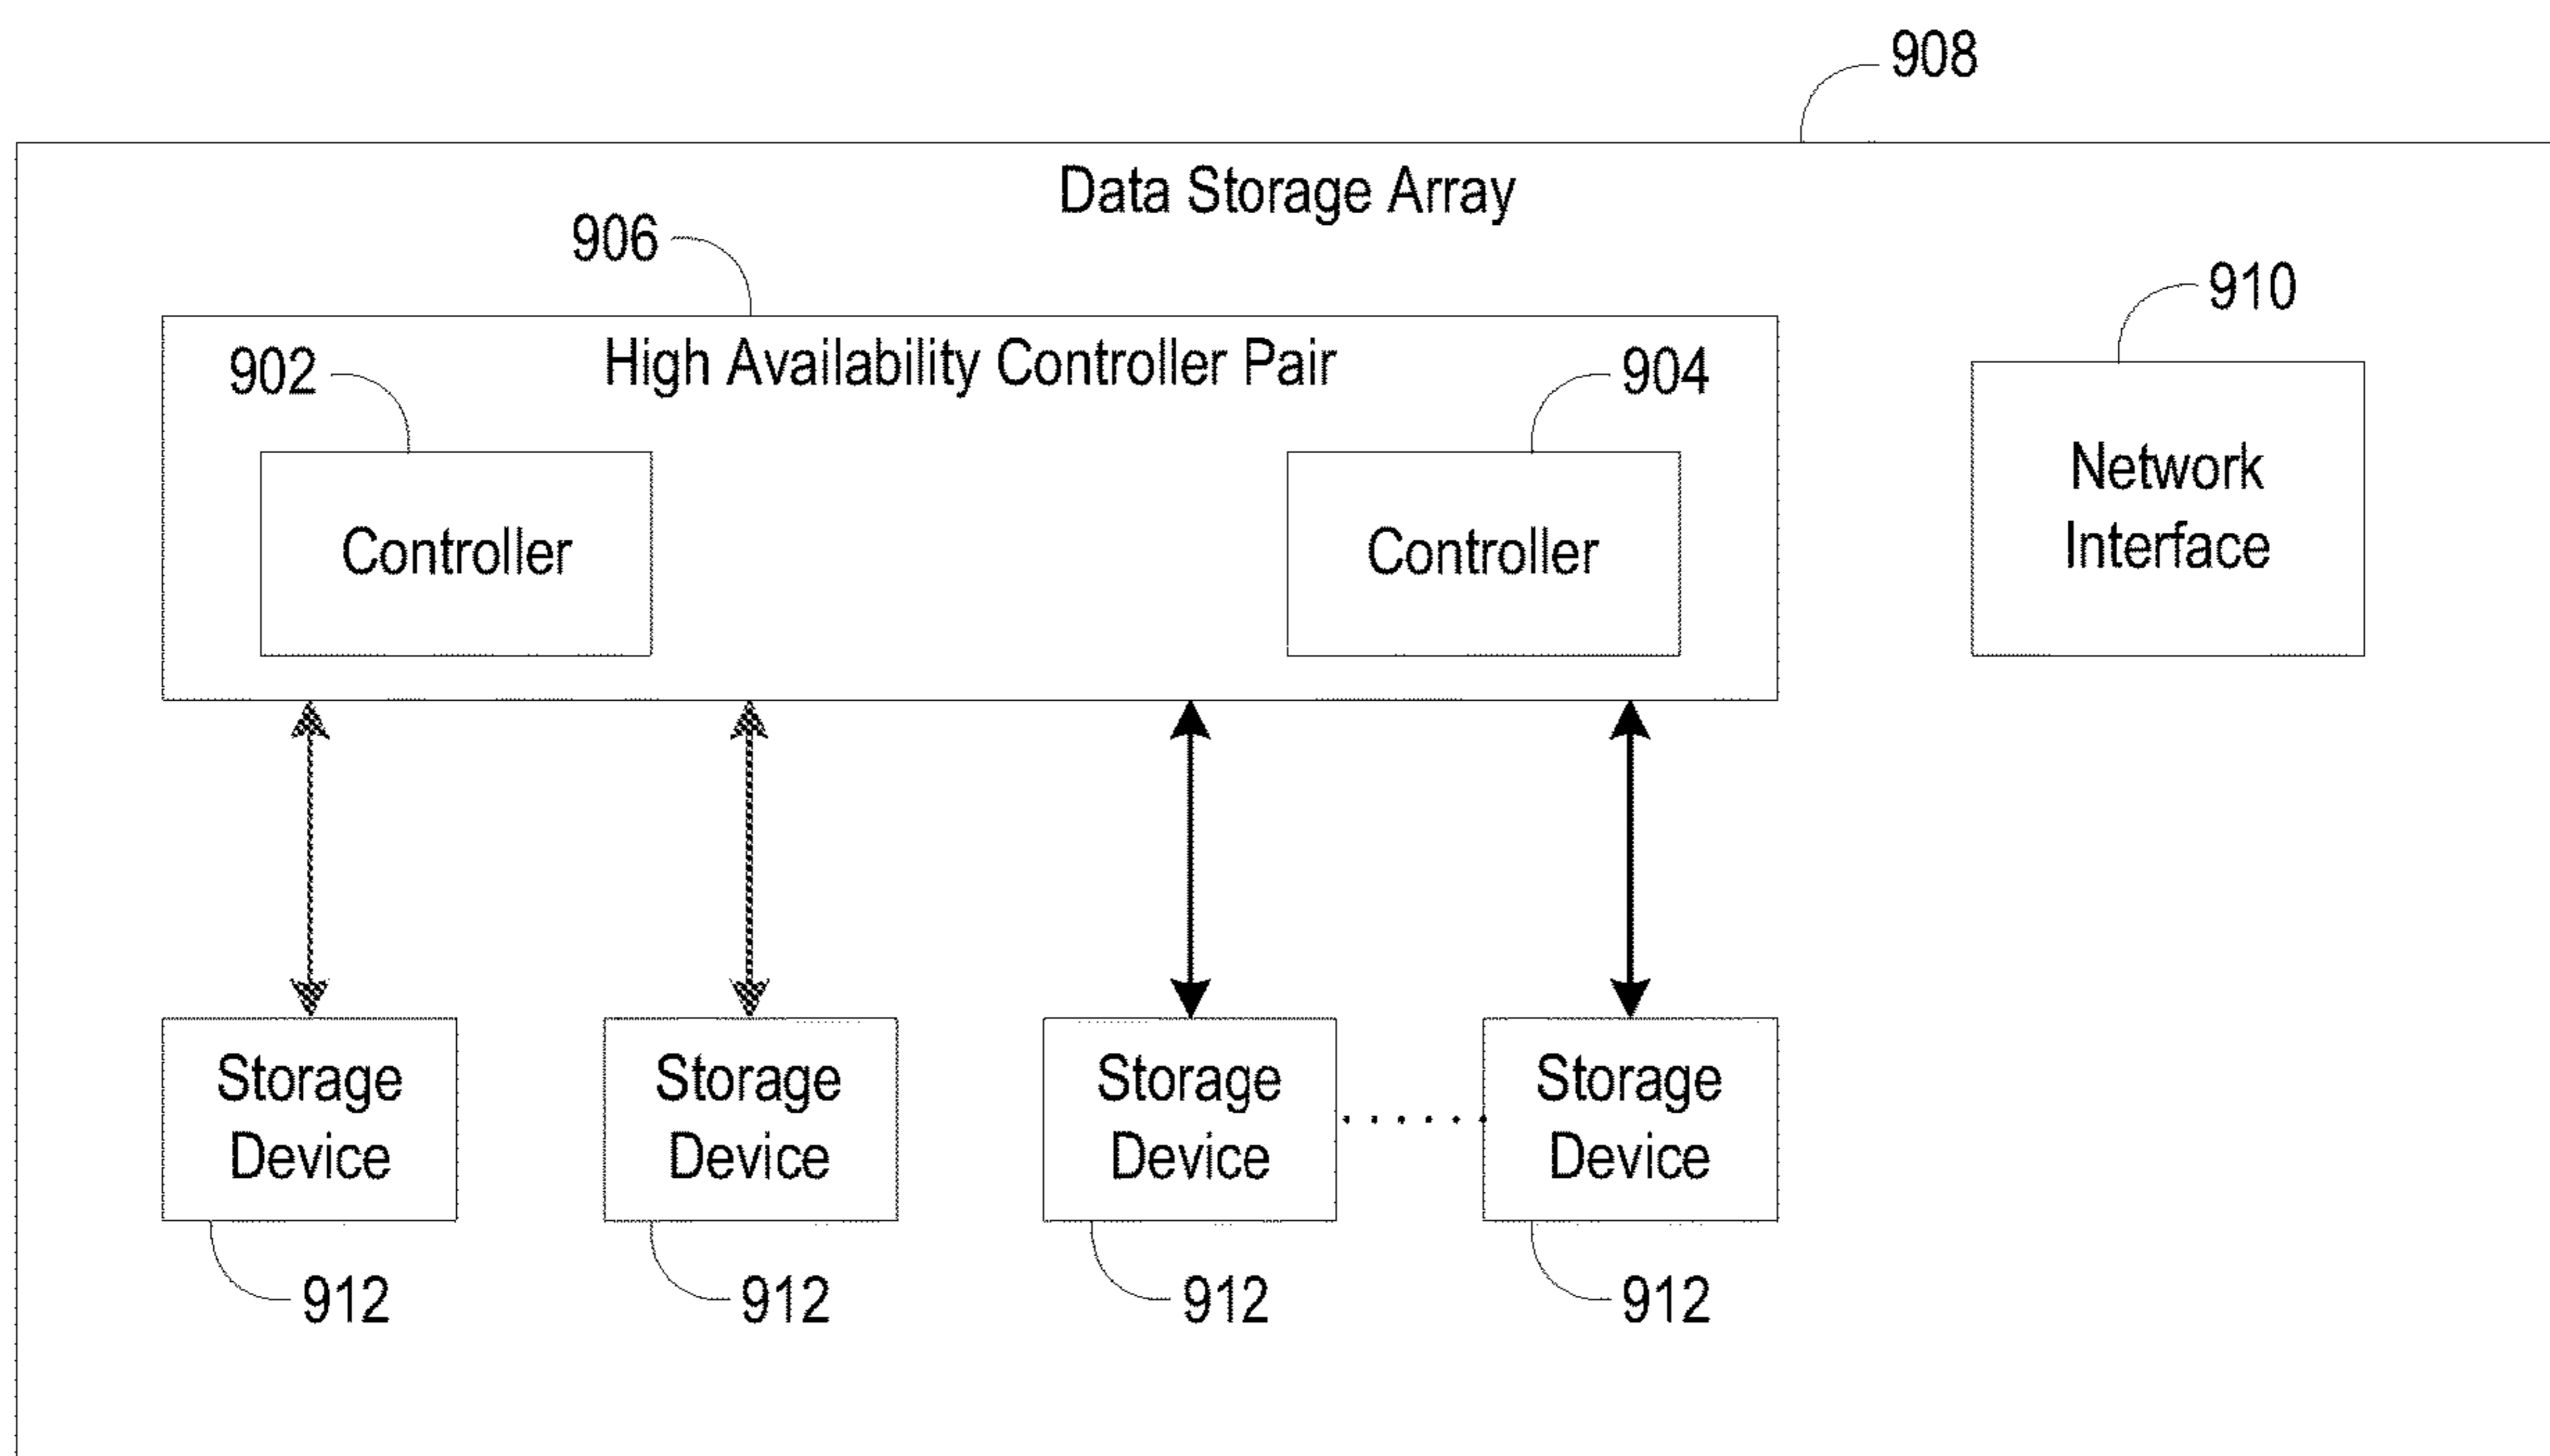 908
Data Storage Array
906
910
High Availability Controller Pair
902
904
Controller
Controller
Network
Interface
Storage
Device
Storage
Device
Storage
Device
Storage
Device
912
912
912
912